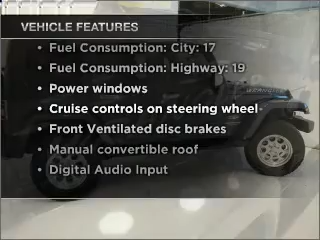 VEHICLE FEATURES
• Fuel Consumption: City: 17
• Fuel Consumption: Highway: 19
• Power windows
• Cruise controls on steering wheel
• Front Ventilated disc brakes
• Manual convertible roof
• Digital Audio Input